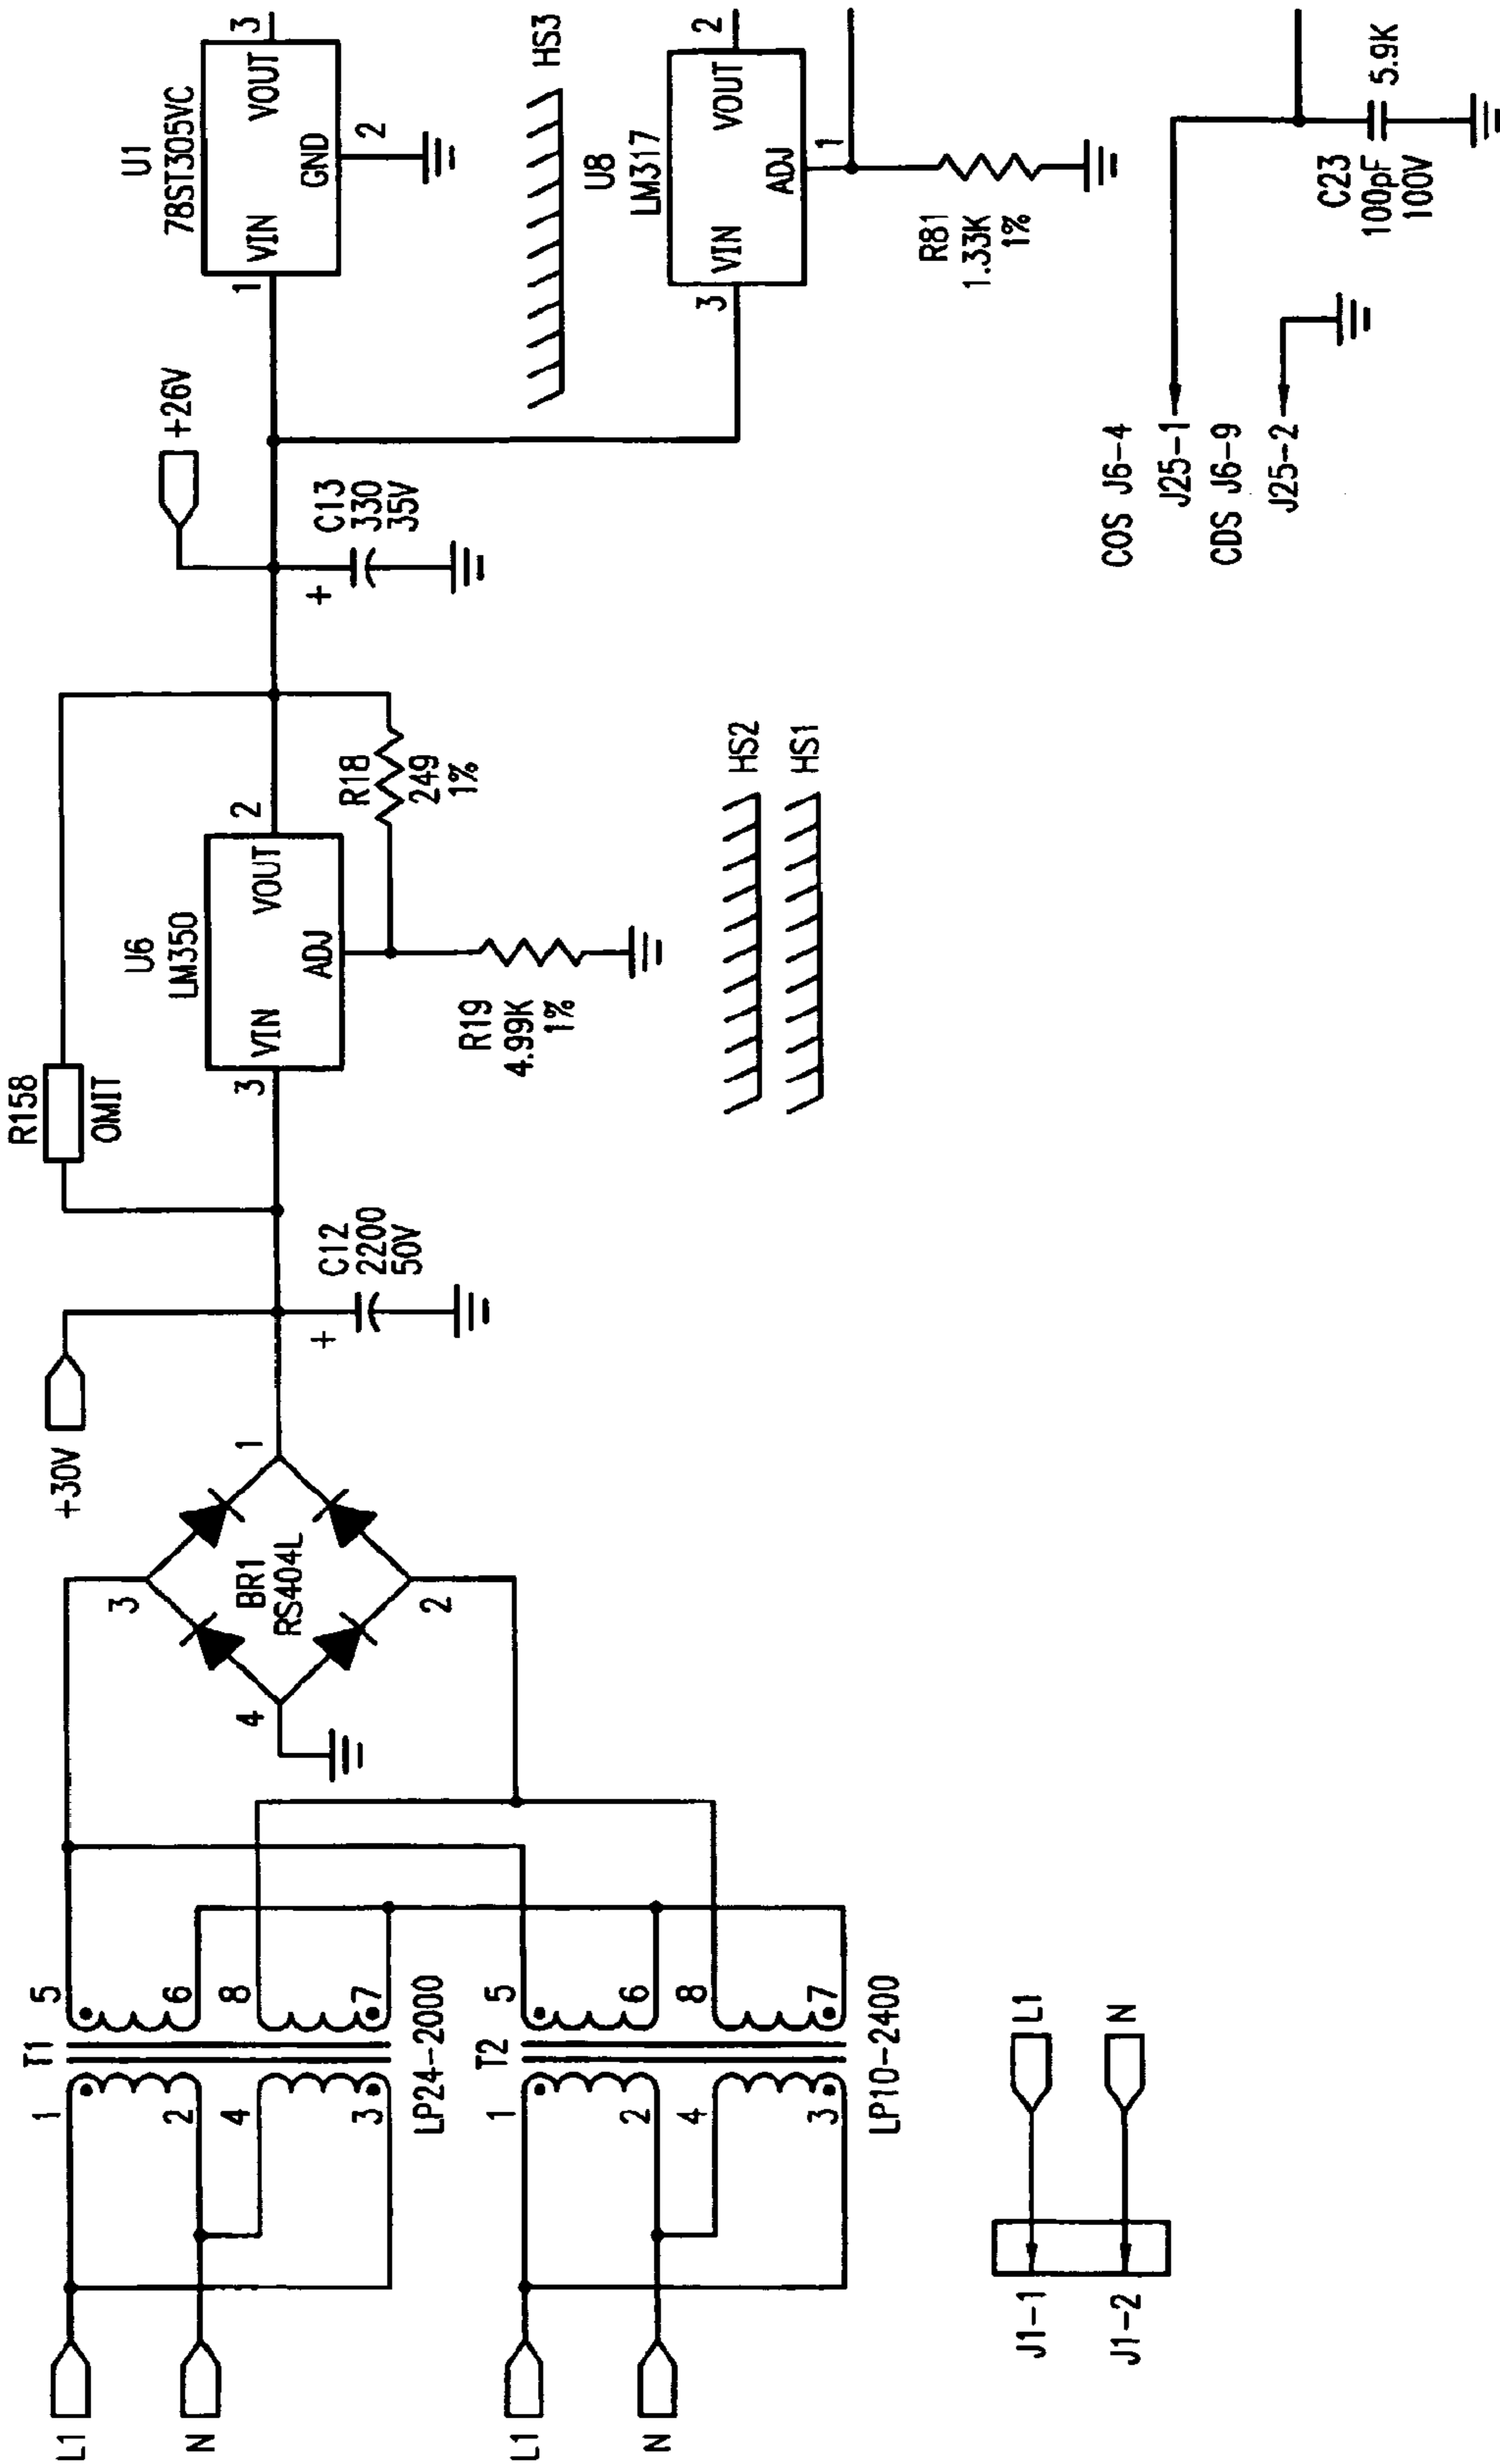 L1
N
L1
N
T1
1
2
4
3
5
6
8
7
LP24-2000
T2
1
2
4
3
5
6
8
7
LP10-2400
J1-1
J1-2
L1
N
BR1
RS404L
3
1
4
2
+30V
+
C12
2200
50V
R158
OMIT
U6
LM350
3
VIN
VOUT
2
ADJ
R18
249
1%
R19
4.99K
1%
HS2
HS1
+26V
+
C13
330
35V
U1
78ST305VC
1
VIN
VOUT
3
GND
2
HS3
U8
LM317
3
VIN
VOUT
2
ADJ
1
R81
1.33K
1%
COS J6-4
J25-1
CDS J6-9
J25-2
C23
100pF
100V
5.9K